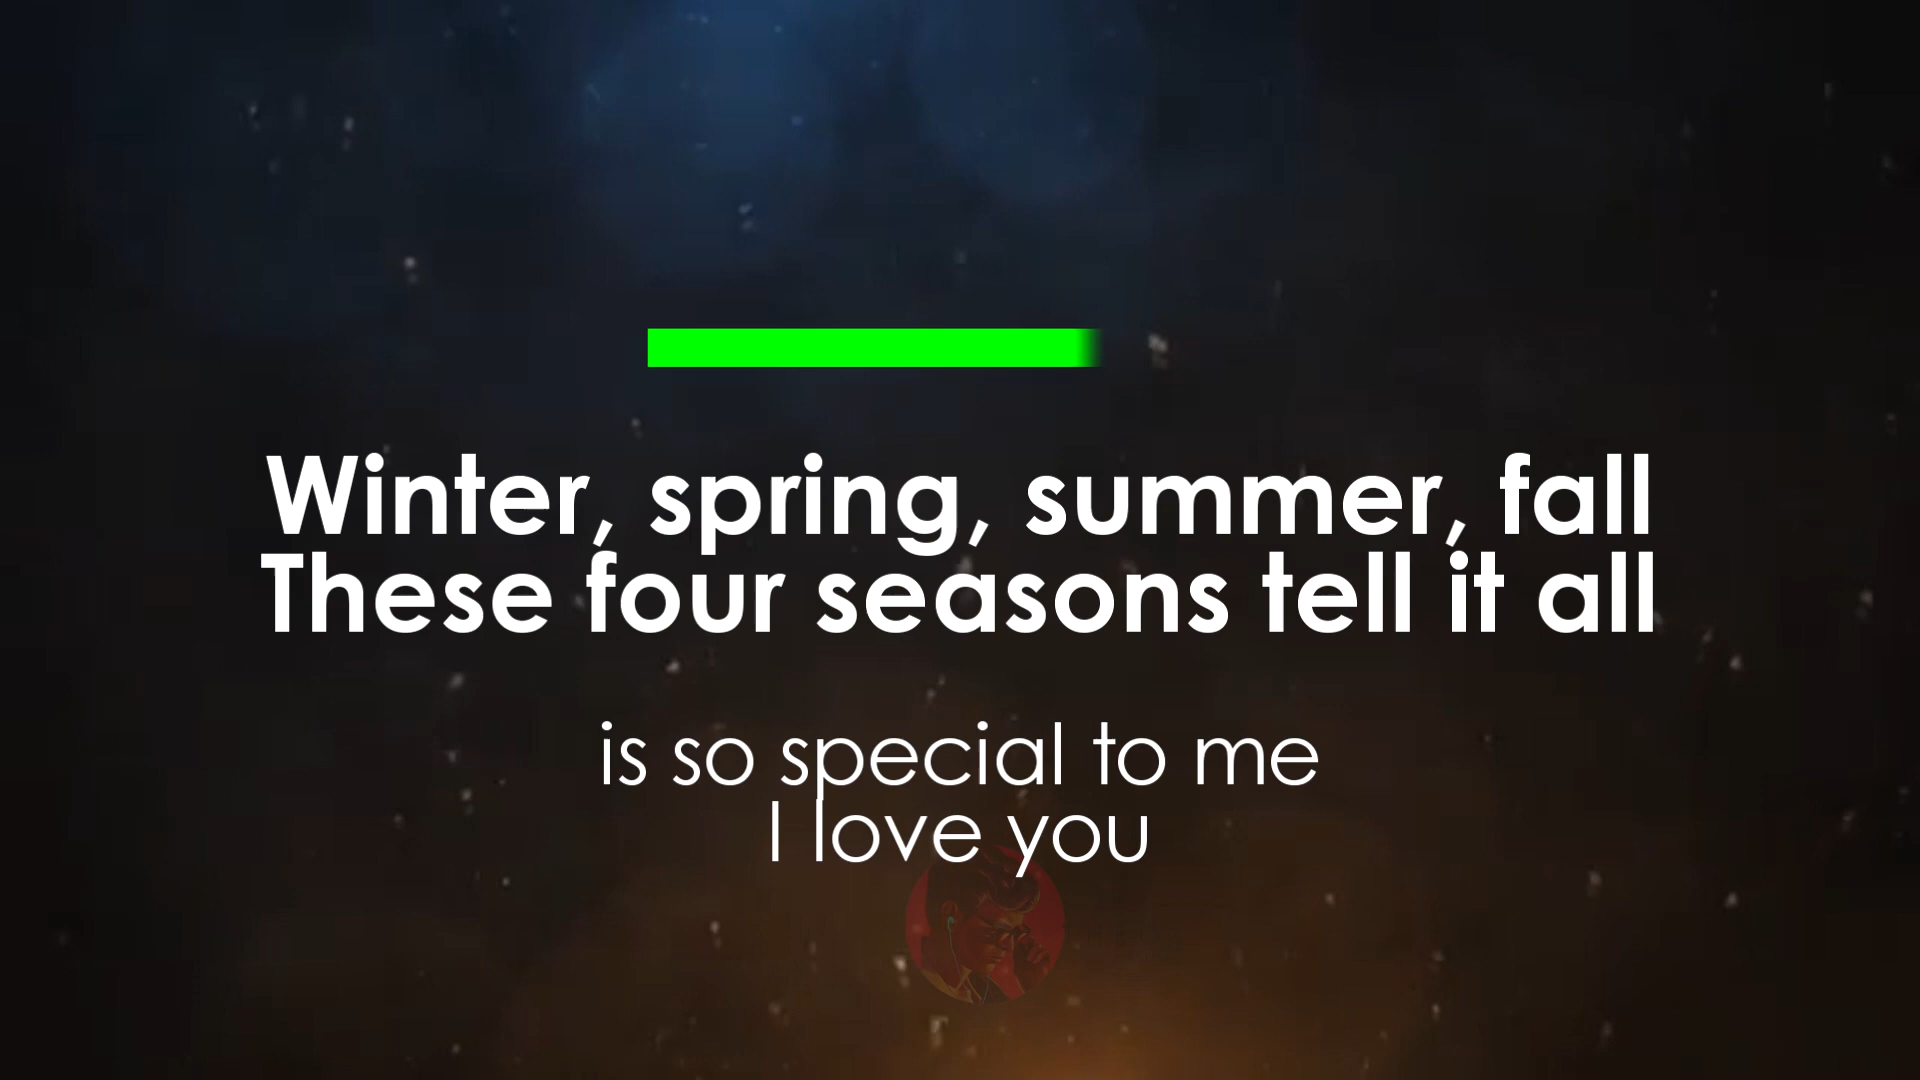 Winter, spring, summer, fall
These four seasons tell it all
is so special to me
I love you